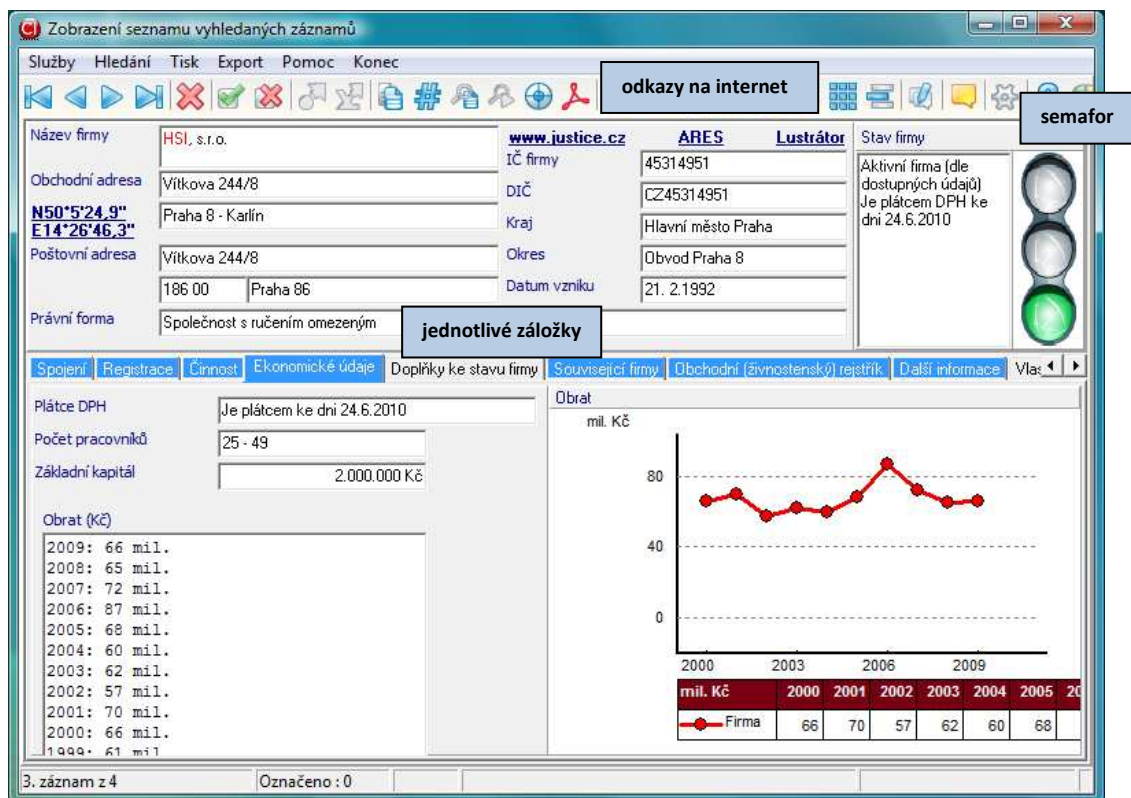 Zobrazení seznamu vyhledaných záznamů
Služby Hledání Tisk Export Pomoc Konec
odkazy na internet
semafor
Název firmy
HSI, s.r.o.
www.justice.cz ARES Lustrátor
Stav firmy
IČ firmy
45314951
Aktivní firma (dle
dostupných údajů)
Je plátcem DPH ke
dni 24.6.2010
Obchodní adresa
Vítkova 244/8
DIČ
CZ45314951
N50°5'24,9"
E14°26'46,3"
Praha 8 - Karlín
Kraj
Hlavní město Praha
Poštovní adresa
Vítkova 244/8
Okres
Obvod Praha 8
186 00 Praha 86
Datum vzniku
21. 2.1992
Právní forma
Společnost s ručením omezeným
jednotlivé záložky
Spojení Registrace Činnost Ekonomické údaje Doplňky ke stavu firmy Související firmy Obchodní (živnostenský) rejstřík Další informace Vlas
Plátce DPH
Je plátcem ke dni 24.6.2010
Počet pracovníků
25 - 49
Základní kapitál
2.000.000 Kč
Obrat (Kč)
2009: 66 mil.
2008: 65 mil.
2007: 72 mil.
2006: 87 mil.
2005: 68 mil.
2004: 60 mil.
2003: 62 mil.
2002: 57 mil.
2001: 70 mil.
2000: 66 mil.
1999: 61 mil
Obrat
mil. Kč
80
40
0
2000 2003 2006 2009
mil. Kč 2000 2001 2002 2003 2004 2005 20
Firma 66 70 57 62 60 68
3. záznam z 4 Označeno : 0